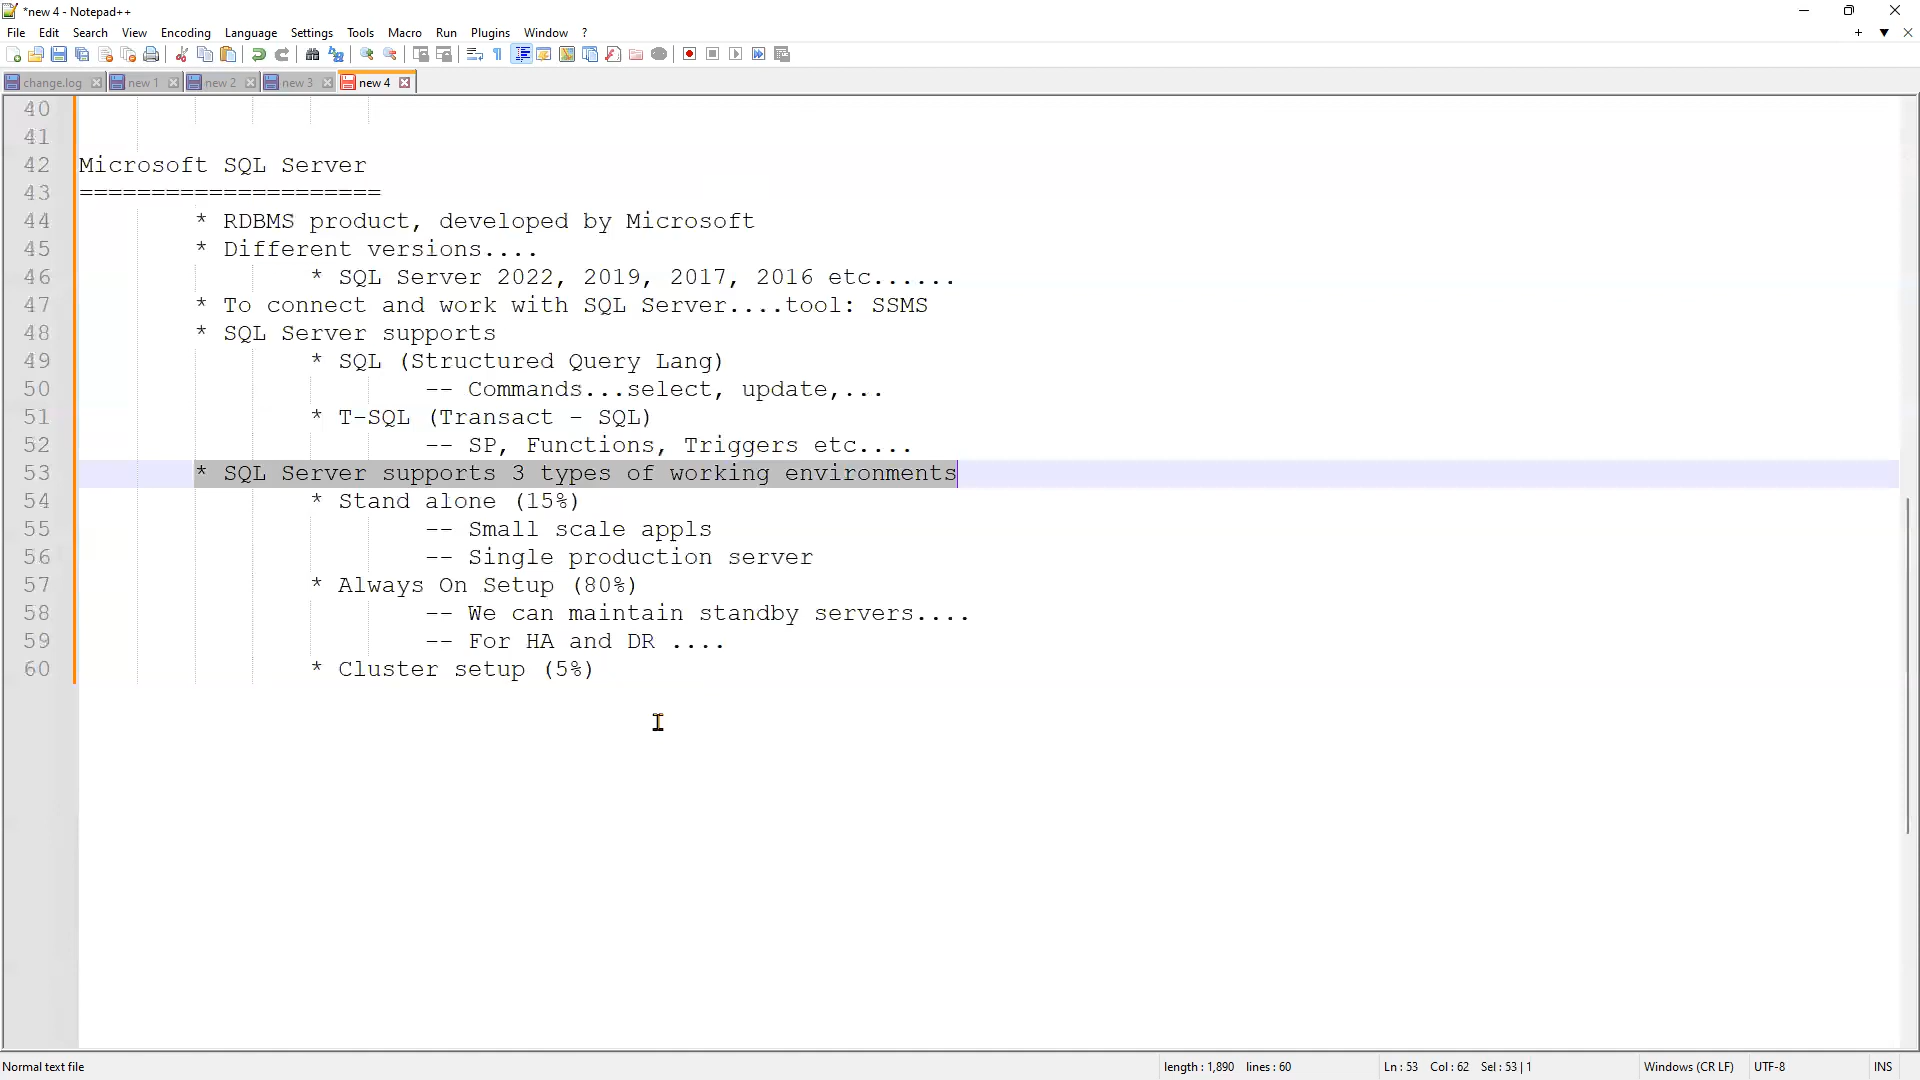 *new 4 - Notepad++
File Edit Search View Encoding Language Settings Tools Macro Run Plugins Window ?
change.log new 1 new 2 new 3 new 4
40
41
42 Microsoft SQL Server
43 =====================
44 * RDBMS product, developed by Microsoft
45 * Different versions....
46 * SQL Server 2022, 2019, 2017, 2016 etc......
47 * To connect and work with SQL Server....tool: SSMS
48 * SQL Server supports
49 * SQL (Structured Query Lang)
50 -- Commands...select, update,...
51 * T-SQL (Transact - SQL)
52 -- SP, Functions, Triggers etc....
53 * SQL Server supports 3 types of working environments
54 * Stand alone (15%)
55 -- Small scale appls
56 -- Single production server
57 * Always On Setup (80%)
58 -- We can maintain standby servers....
59 -- For HA and DR ....
60 * Cluster setup (5%)
Normal text file length : 1,890 lines : 60 Ln : 53 Col : 62 Sel : 53 | 1 Windows (CR LF) UTF-8 INS